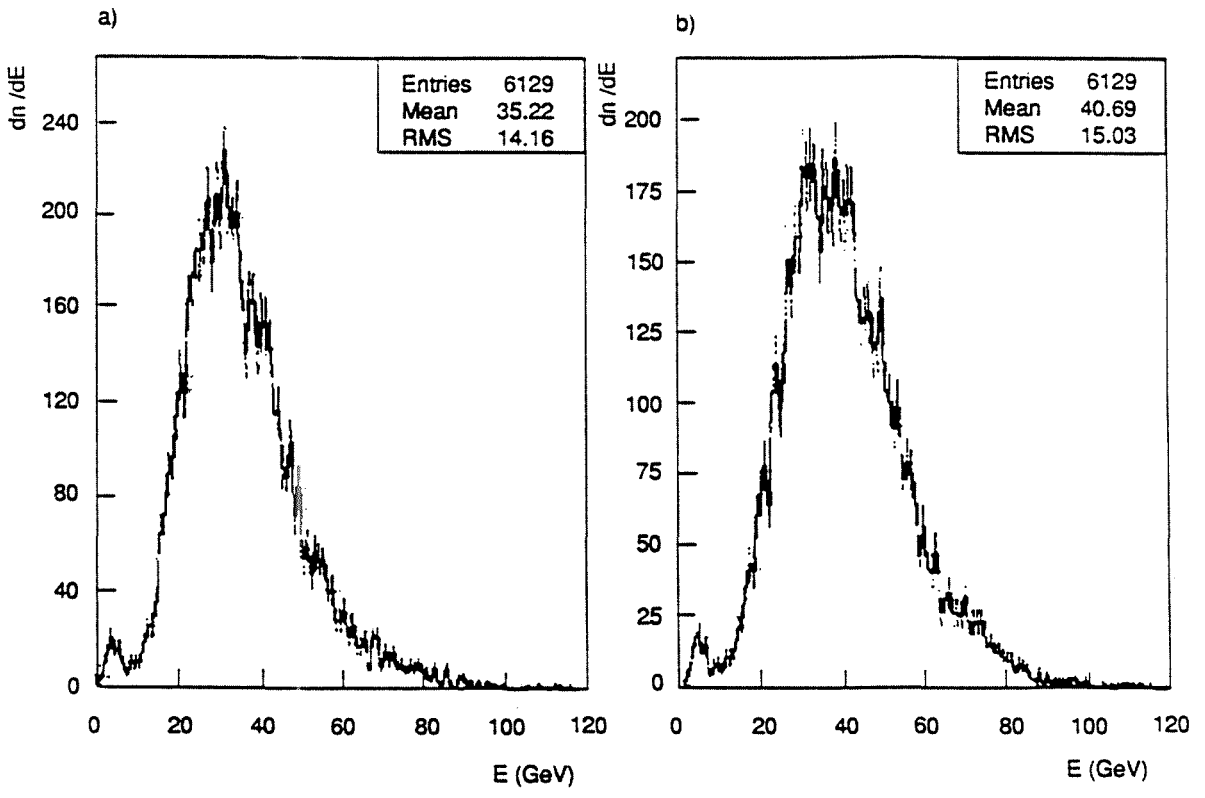 a)
dn /dE
Entries 6129
Mean 35.22
RMS 14.16
240
200
160
120
80
40
0
0 20 40 60 80 100 120
E (GeV)
b)
dn /dE
Entries 6129
Mean 40.69
RMS 15.03
200
175
150
125
100
75
50
25
0
0 20 40 60 80 100 120
E (GeV)